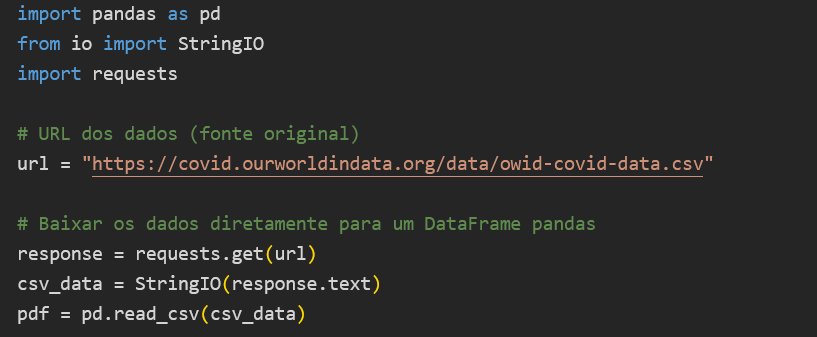 import pandas as pd
from io import StringIO
import requests
# URL dos dados (fonte original)
url = "https://covid.ourworldindata.org/data/owid-covid-data.csv"
# Baixar os dados diretamente para um DataFrame pandas
response = requests.get(url)
csv_data = StringIO(response.text)
pdf = pd.read_csv(csv_data)